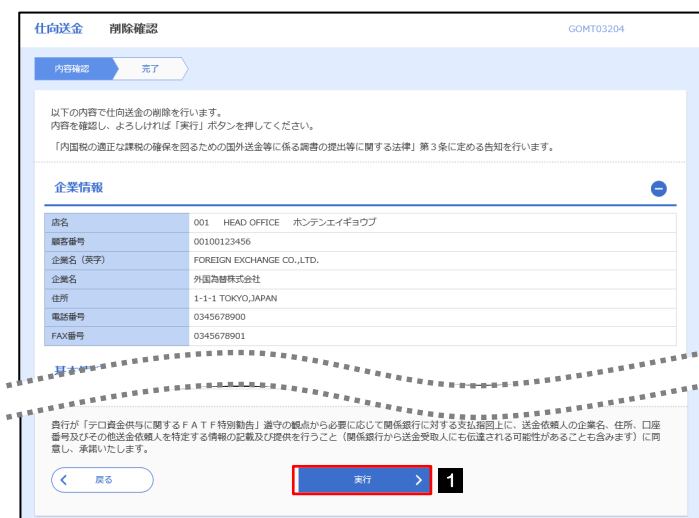 仕向送金 削除確認 GOMT03204
内容確認 完了
以下の内容で仕向送金の削除を行います。
内容を確認し、よろしければ「実行」ボタンを押してください。
「内国税の適正な課税の確保を図るための国外送金等に係る調書の提出等に関する法律」第3条に定める告知を行います。
企業情報
店名 001 HEAD OFFICE ホンテンエイギョウブ
顧客番号 00100123456
企業名（英字） FOREIGN EXCHANGE CO.,LTD.
企業名 外国為替株式会社
住所 1-1-1 TOKYO,JAPAN
電話番号 0345678900
FAX番号 0345678901
基本情
貴行が「テロ資金供与に関するＦＡＴＦ特別勧告」遵守の観点から必要に応じて関係銀行に対する支払指図上に、送金依頼人の企業名、住所、口座
番号及びその他送金依頼人を特定する情報の記載及び提供を行うこと（関係銀行から送金受取人にも伝達される可能性があることも含みます）に同
意し、承諾いたします。
戻る 実行 1